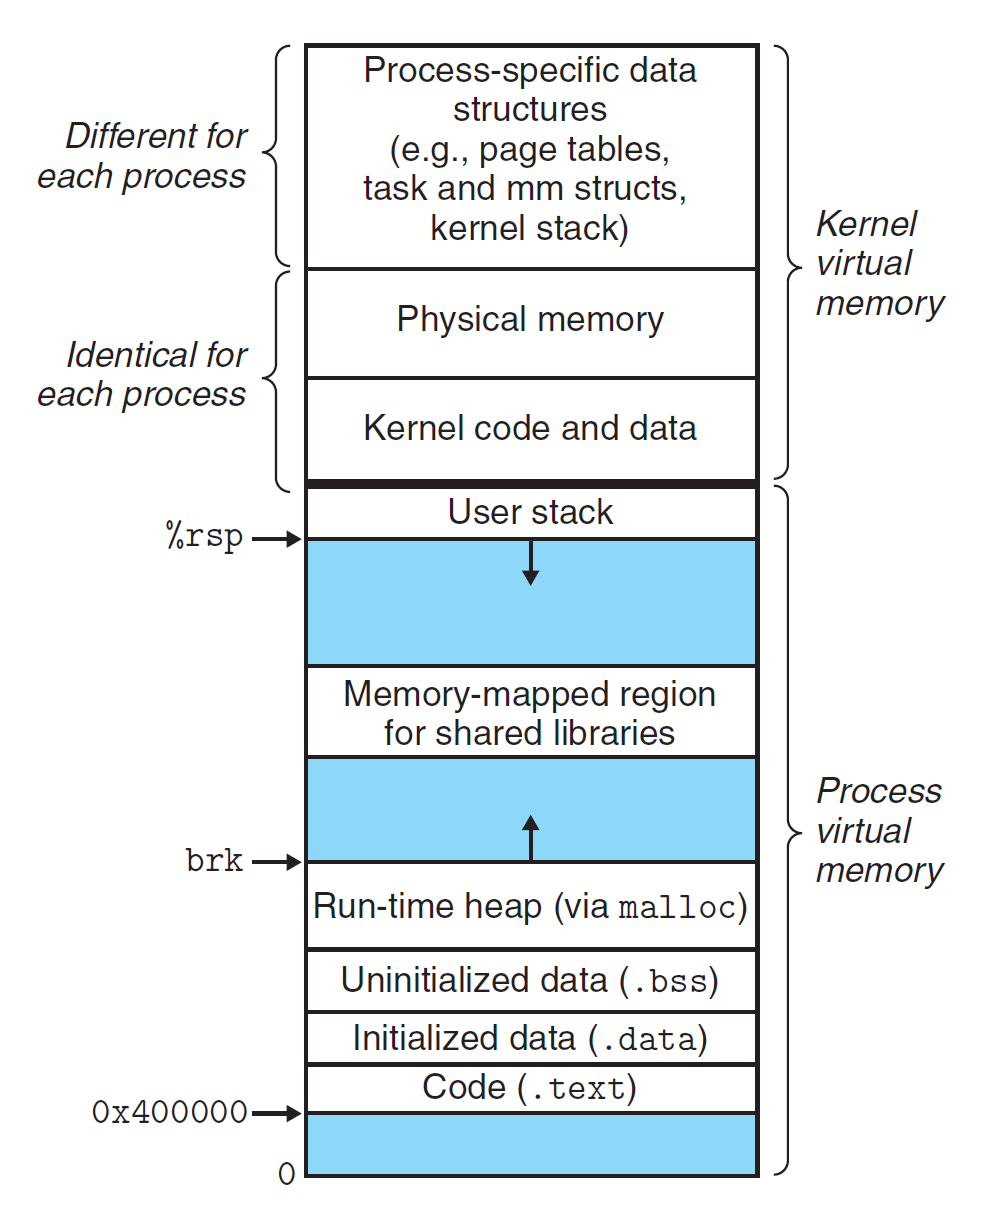 Process-specific data
structures
(e.g., page tables,
task and mm structs,
kernel stack)
Different for
each process
Kernel
virtual
memory
Physical memory
Identical for
each process
Kernel code and data
User stack
%rsp
Memory-mapped region
for shared libraries
Process
virtual
memory
brk
Run-time heap (via malloc)
Uninitialized data (.bss)
Initialized data (.data)
Code (.text)
0x400000
0